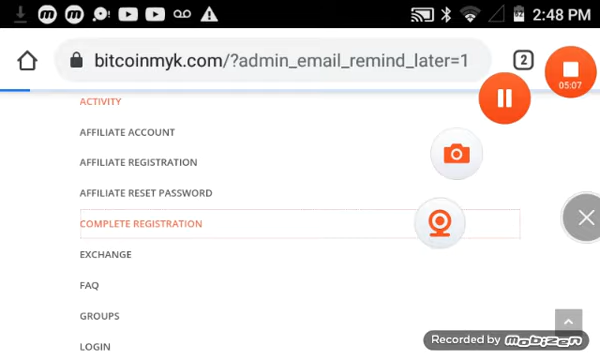 2:48 PM
bitcoinmyk.com/?admin_email_remind_later=1
2
05:07
ACTIVITY
AFFILIATE ACCOUNT
AFFILIATE REGISTRATION
AFFILIATE RESET PASSWORD
COMPLETE REGISTRATION
EXCHANGE
FAQ
GROUPS
LOGIN
Recorded by mobizen